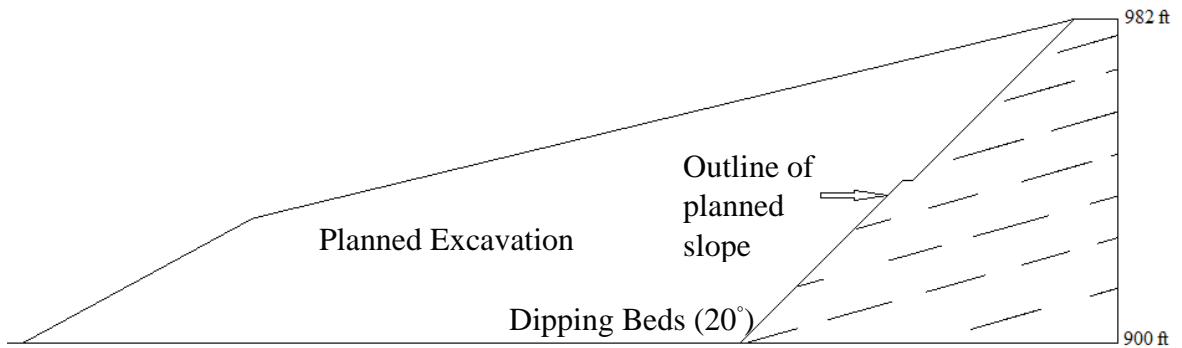 982 ft
Outline of
planned
slope
Planned Excavation
Dipping Beds (20°)
900 ft